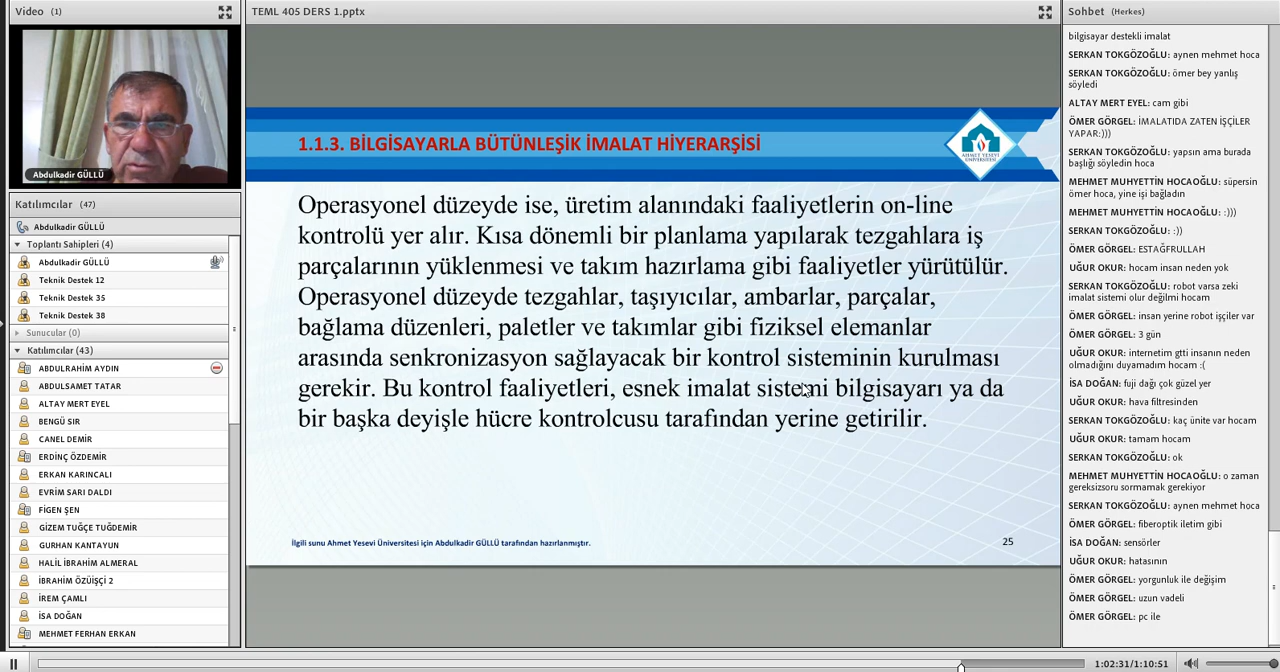 Video (1)
Abdulkadir GÜLLÜ
Katılımcılar (47)
Abdulkadir GÜLLÜ
Toplantı Sahipleri (4)
Abdulkadir GÜLLÜ
Teknik Destek 12
Teknik Destek 35
Teknik Destek 38
Sunucular (0)
Katılımcılar (43)
ABDULRAHİM AYDIN
ABDULSAMET TATAR
ALTAY MERT EYEL
BENGÜ SIR
CANEL DEMİR
ERDİNÇ ÖZDEMİR
ERKAN KARINCALI
EVRİM SARI DALDI
FİGEN ŞEN
GİZEM TUĞÇE TUĞDEMİR
GURHAN KANTAYUN
HALİL İBRAHİM ALMERAL
İBRAHİM ÖZÜİŞÇİ 2
İREM ÇAMLI
İSA DOĞAN
MEHMET FERHAN ERKAN
TEML 405 DERS 1.pptx
1.1.3. BİLGİSAYARLA BÜTÜNLEŞİK İMALAT HİYERARŞİSİ
AHMET YESEVİ
ÜNİVERSİTESİ
Operasyonel düzeyde ise, üretim alanındaki faaliyetlerin on-line
kontrolü yer alır. Kısa dönemli bir planlama yapılarak tezgahlara iş
parçalarının yüklenmesi ve takım hazırlama gibi faaliyetler yürütülür.
Operasyonel düzeyde tezgahlar, taşıyıcılar, ambarlar, parçalar,
bağlama düzenleri, paletler ve takımlar gibi fiziksel elemanlar
arasında senkronizasyon sağlayacak bir kontrol sisteminin kurulması
gerekir. Bu kontrol faaliyetleri, esnek imalat sistemi bilgisayarı ya da
bir başka deyişle hücre kontrolcusu tarafından yerine getirilir.
İlgili sunu Ahmet Yesevi Üniversitesi için Abdulkadir GÜLLÜ tarafından hazırlanmıştır.
25
Sohbet (Herkes)
bilgisayar destekli imalat
SERKAN TOKGÖZOĞLU: aynen mehmet hoca
SERKAN TOKGÖZOĞLU: ömer bey yanlış
söyledi
ALTAY MERT EYEL: cam gibi
ÖMER GÖRGEL: İMALATIDA ZATEN İŞÇİLER
YAPAR:)))
SERKAN TOKGÖZOĞLU: yapsın ama burada
başlığı söyledin hoca
MEHMET MUHYETTİN HOCAOĞLU: süpersin
ömer hoca, yine işi bağladın
MEHMET MUHYETTİN HOCAOĞLU: :)))
SERKAN TOKGÖZOĞLU: :))
ÖMER GÖRGEL: ESTAĞFRULLAH
UĞUR OKUR: hocam insan neden yok
SERKAN TOKGÖZOĞLU: robot varsa zeki
imalat sistemi olur değilmi hocam
ÖMER GÖRGEL: insan yerine robot işçiler var
ÖMER GÖRGEL: 3 gün
UĞUR OKUR: internetim gtti insanın neden
olmadığını duyamadım hocam :(
İSA DOĞAN: fuji dağı çok güzel yer
UĞUR OKUR: hava filtresinden
SERKAN TOKGÖZOĞLU: kaç ünite var hocam
UĞUR OKUR: tamam hocam
SERKAN TOKGÖZOĞLU: ok
MEHMET MUHYETTİN HOCAOĞLU: o zaman
gereksizsoru sormamak gerekiyor
SERKAN TOKGÖZOĞLU: aynen mehmet hoca
ÖMER GÖRGEL: fiberoptik iletim gibi
İSA DOĞAN: sensörler
UĞUR OKUR: hatasının
ÖMER GÖRGEL: yorgunluk ile değişim
ÖMER GÖRGEL: uzun vadeli
ÖMER GÖRGEL: pc ile
1:02:31/1:10:51